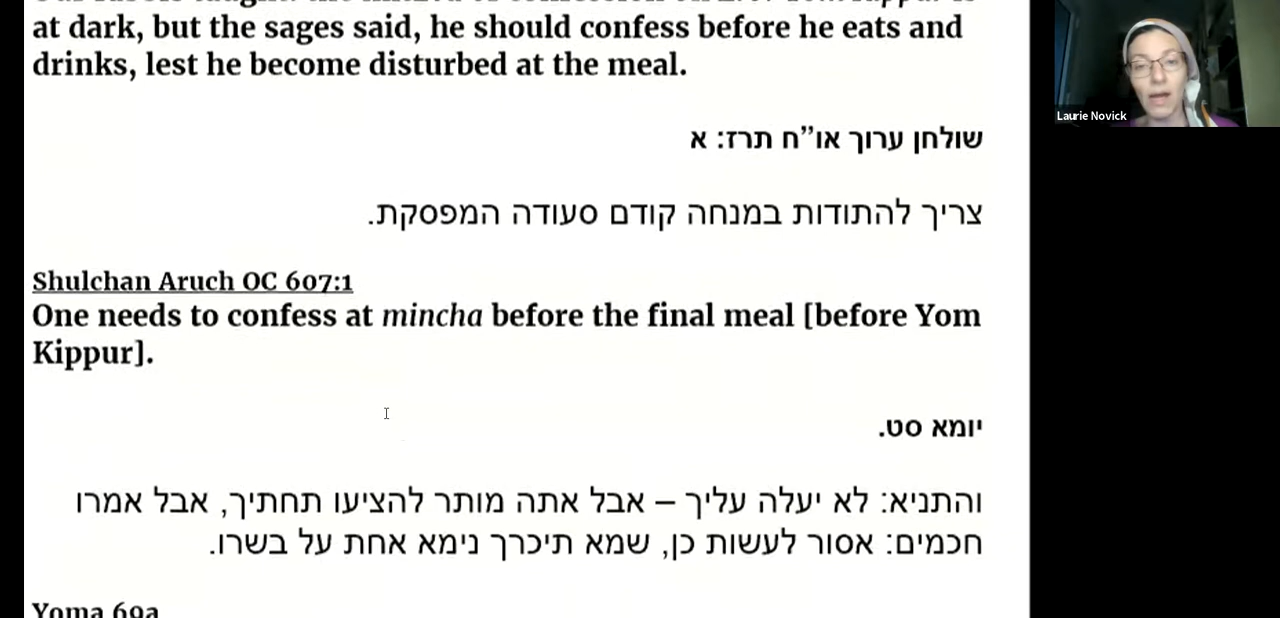 at dark, but the sages said, he should confess before he eats and
drinks, lest he become disturbed at the meal.
שולחן ערוך או”ח תרז: א
צריך להתודות במנחה קודם סעודה המפסקת.
Shulchan Aruch OC 607:1
One needs to confess at mincha before the final meal [before Yom
Kippur].
יומא סט.
והתניא: לא יעלה עליך – אבל אתה מותר להציעו תחתיך, אבל אמרו
חכמים: אסור לעשות כן, שמא תיכרך נימא אחת על בשרו.
Yoma 69a
Laurie Novick